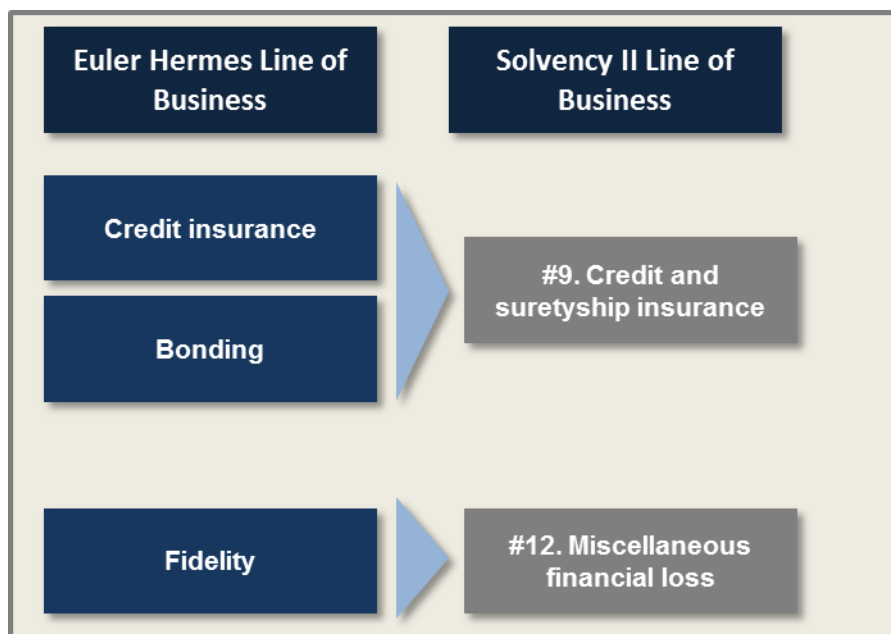 Euler Hermes Line of
Business
Solvency II Line of
Business
Credit insurance
Bonding
#9. Credit and
suretyship insurance
Fidelity
#12. Miscellaneous
financial loss